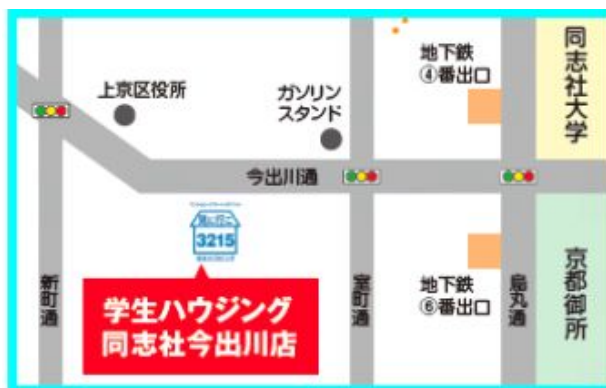 上京区役所
ガソリン
スタンド
地下鉄
④番出口
同志社大学
今出川通
3215
学生ハウジング
同志社今出川店
新町通
室町通
地下鉄
⑥番出口
烏丸通
京都御所